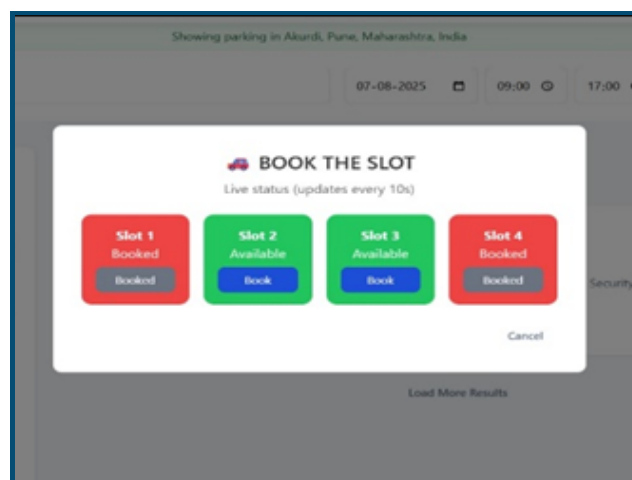 Showing parking in Akurdi, Pune, Maharashtra, India
07-08-2025 09:00 17:00
BOOK THE SLOT
Live status (updates every 10s)
Slot 1 Slot 2 Slot 3 Slot 4
Booked Available Available Booked
Booked Book Book Booked
Security
Cancel
Load More Results